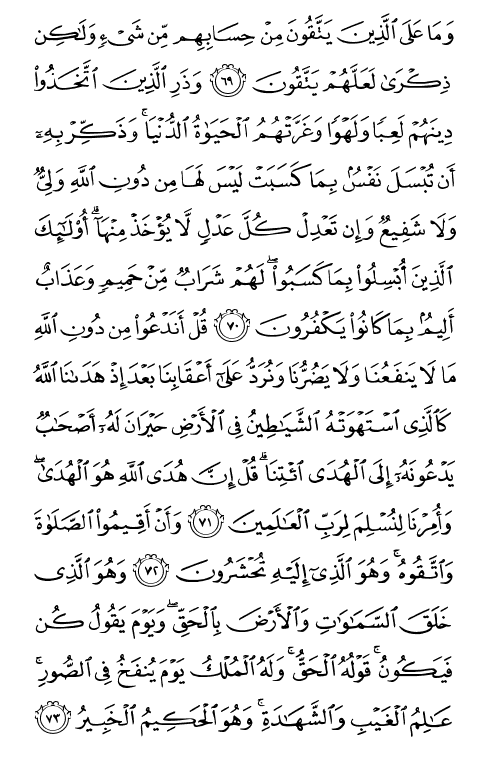 وَمَا عَلَى ٱلَّذِينَ يَتَّقُونَ مِنْ حِسَابِهِم مِّن شَىْءٍ وَلَٰكِن
ذِكْرَىٰ لَعَلَّهُمْ يَتَّقُونَ ٦٩ وَذَرِ ٱلَّذِينَ ٱتَّخَذُوا۟
دِينَهُمْ لَعِبًا وَلَهْوًا وَغَرَّتْهُمُ ٱلْحَيَوٰةُ ٱلدُّنْيَا ۚ وَذَكِّرْ بِهِۦٓ
أَن تُبْسَلَ نَفْسٌۢ بِمَا كَسَبَتْ لَيْسَ لَهَا مِن دُونِ ٱللَّهِ وَلِىٌّ
وَلَا شَفِيعٌ وَإِن تَعْدِلْ كُلَّ عَدْلٍ لَّا يُؤْخَذْ مِنْهَآ ۗ أُو۟لَٰٓئِكَ
ٱلَّذِينَ أُبْسِلُوا۟ بِمَا كَسَبُوا۟ ۖ لَهُمْ شَرَابٌ مِّنْ حَمِيمٍ وَعَذَابٌ
أَلِيمٌۢ بِمَا كَانُوا۟ يَكْفُرُونَ ٧٠ قُلْ أَنَدْعُوا۟ مِن دُونِ ٱللَّهِ
مَا لَا يَنفَعُنَا وَلَا يَضُرُّنَا وَنُرَدُّ عَلَىٰٓ أَعْقَابِنَا بَعْدَ إِذْ هَدَىٰنَا ٱللَّهُ
كَٱلَّذِى ٱسْتَهْوَتْهُ ٱلشَّيَٰطِينُ فِى ٱلْأَرْضِ حَيْرَانَ لَهُۥٓ أَصْحَٰبٌ
يَدْعُونَهُۥٓ إِلَى ٱلْهُدَى ٱئْتِنَا ۗ قُلْ إِنَّ هُدَى ٱللَّهِ هُوَ ٱلْهُدَىٰ ۖ
وَأُمِرْنَا لِنُسْلِمَ لِرَبِّ ٱلْعَٰلَمِينَ ٧١ وَأَنْ أَقِيمُوا۟ ٱلصَّلَوٰةَ
وَٱتَّقُوهُ ۚ وَهُوَ ٱلَّذِىٓ إِلَيْهِ تُحْشَرُونَ ٧٢ وَهُوَ ٱلَّذِى
خَلَقَ ٱلسَّمَٰوَٰتِ وَٱلْأَرْضَ بِٱلْحَقِّ ۖ وَيَوْمَ يَقُولُ كُن
فَيَكُونُ ۚ قَوْلُهُ ٱلْحَقُّ ۚ وَلَهُ ٱلْمُلْكُ يَوْمَ يُنفَخُ فِى ٱلصُّورِ ۚ
عَٰلِمُ ٱلْغَيْبِ وَٱلشَّهَٰدَةِ ۚ وَهُوَ ٱلْحَكِيمُ ٱلْخَبِيرُ ٧٣